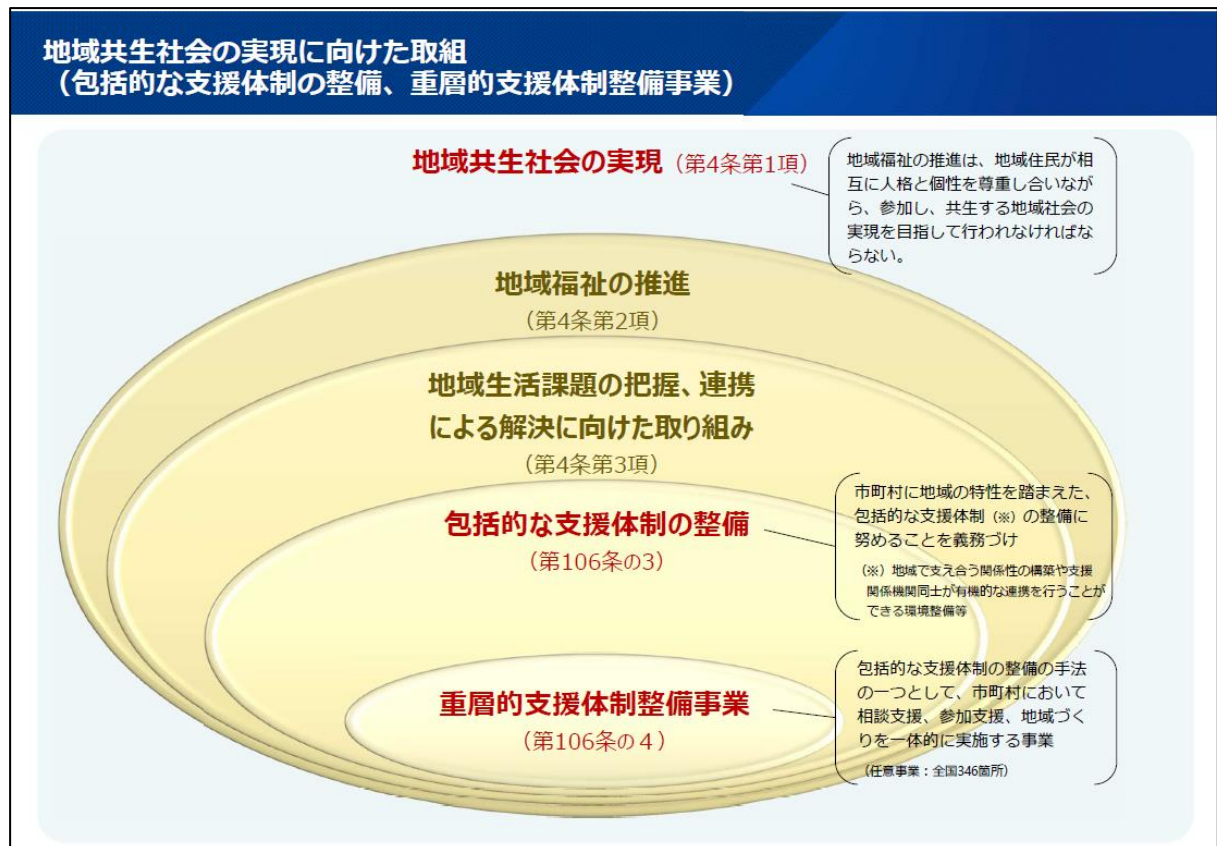 地域共生社会の実現に向けた取組
（包括的な支援体制の整備、重層的支援体制整備事業）
地域共生社会の実現（第4条第1項）
地域福祉の推進は、地域住民が相
互に人格と個性を尊重し合いなが
ら、参加し、共生する地域社会の
実現を目指して行われなければな
らない。
地域福祉の推進
（第4条第2項）
地域生活課題の把握、連携
による解決に向けた取り組み
（第4条第3項）
包括的な支援体制の整備
（第106条の3）
市町村に地域の特性を踏まえた、
包括的な支援体制（※）の整備に
努めることを義務づけ
（※）地域で支え合う関係性の構築や支援
関係機関同士が有機的な連携を行うことが
できる環境整備等
重層的支援体制整備事業
（第106条の４）
包括的な支援体制の整備の手法
の一つとして、市町村において
相談支援、参加支援、地域づく
りを一体的に実施する事業
（任意事業：全国346箇所）